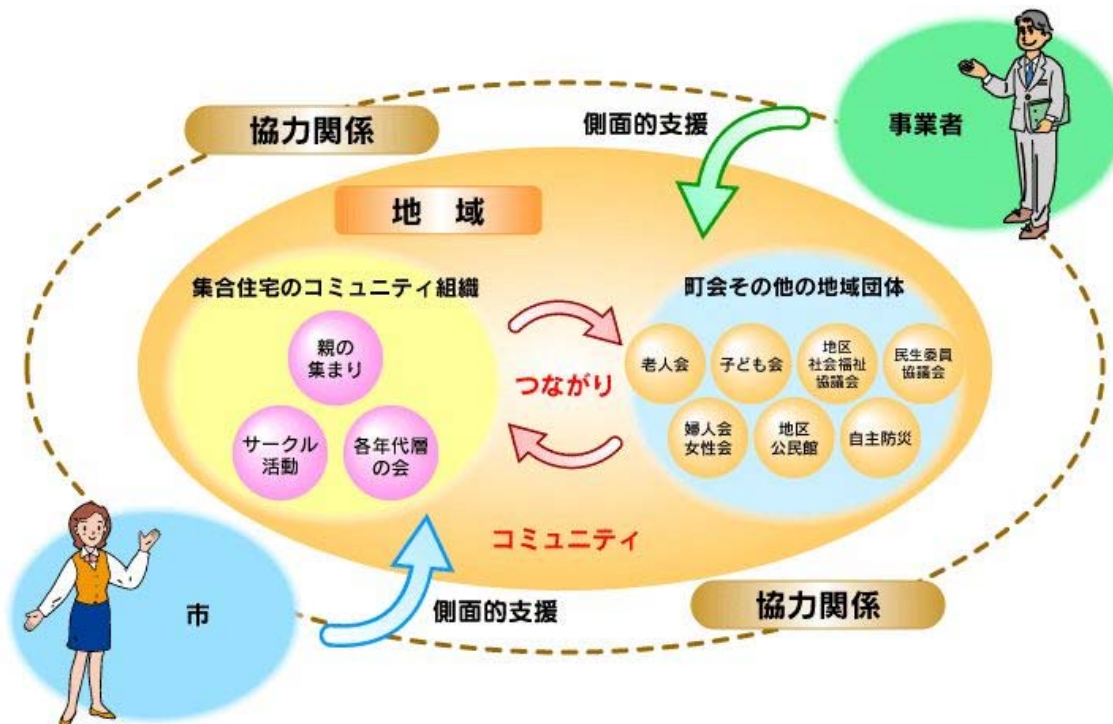 協力関係
側面的支援
事業者
地 域
集合住宅のコミュニティ組織
親の
集まり
サークル
活動
各年代層
の会
つながり
町会その他の地域団体
老人会
子ども会
地区
社会福祉
協議会
民生委員
協議会
婦人会
女性会
地区
公民館
自主防災
コミュニティ
市
側面的支援
協力関係